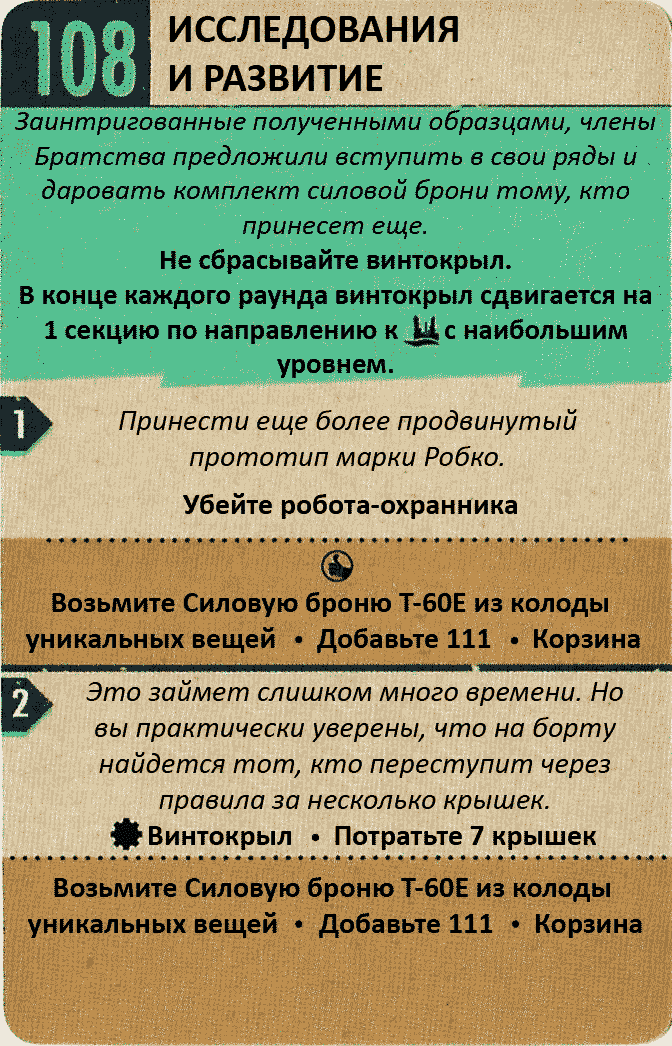 108
ИССЛЕДОВАНИЯ
И РАЗВИТИЕ
Заинтригованные полученными образцами, члены
Братства предложили вступить в свои ряды и
даровать комплект силовой брони тому, кто
принесет еще.
Не сбрасывайте винтокрыл.
В конце каждого раунда винтокрыл сдвигается на
1 секцию по направлению к с наибольшим
уровнем.
1
Принести еще более продвинутый
прототип марки Робко.
Убейте робота-охранника
Возьмите Силовую броню Т-60Е из колоды
уникальных вещей • Добавьте 111 • Корзина
2
Это займет слишком много времени. Но
вы практически уверены, что на борту
найдется тот, кто переступит через
правила за несколько крышек.
Винтокрыл • Потратьте 7 крышек
Возьмите Силовую броню Т-60Е из колоды
уникальных вещей • Добавьте 111 • Корзина